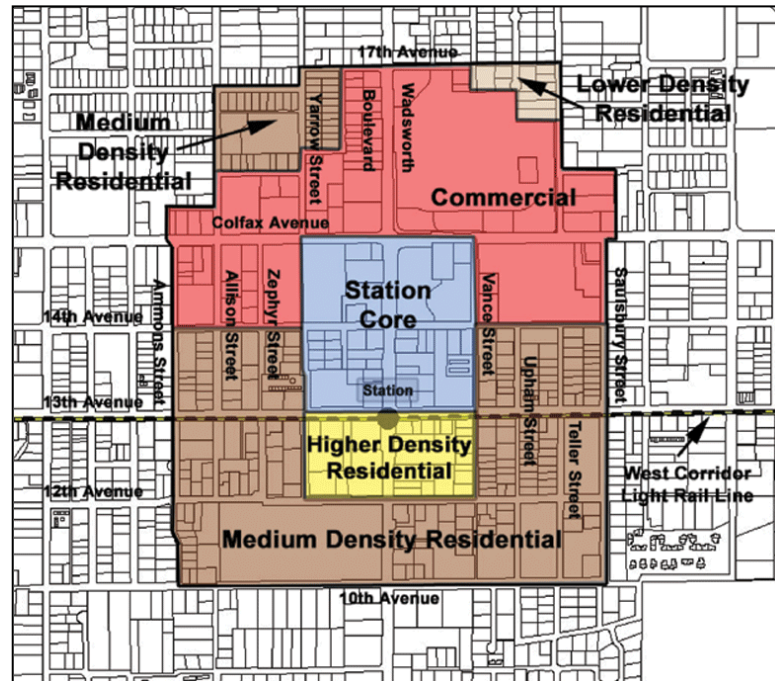 17th Avenue
Lower Density
Residential
Medium
Density
Residential
Yarrow Street
Boulevard
Wadsworth
Commercial
Colfax Avenue
Station
Core
Ammons Street
Allison Street
Zephyr Street
Vance Street
Saulsbury Street
14th Avenue
Upham Street
Station
13th Avenue
Higher Density
Residential
Teller Street
West Corridor
Light Rail Line
12th Avenue
Medium Density Residential
10th Avenue